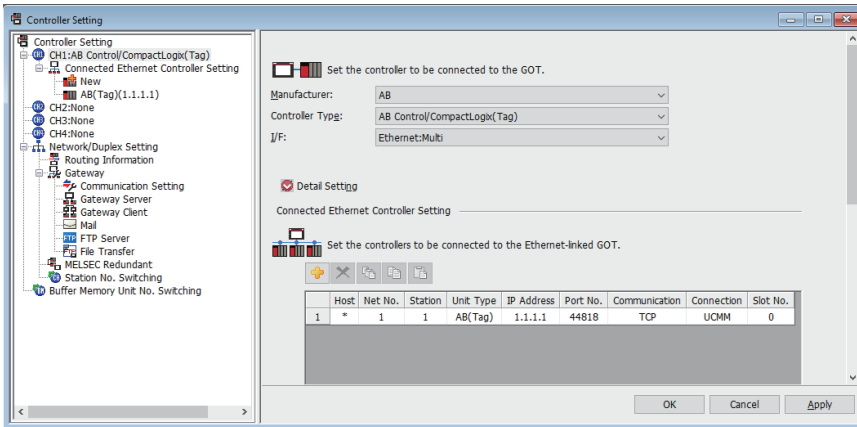 Controller Setting
Controller Setting
CH1:AB Control/CompactLogix(Tag)
Connected Ethernet Controller Setting
New
AB(Tag)(1.1.1.1)
CH2:None
CH3:None
CH4:None
Network/Duplex Setting
Routing Information
Gateway
Communication Setting
Gateway Server
Gateway Client
Mail
FTP Server
File Transfer
MELSEC Redundant
Station No. Switching
Buffer Memory Unit No. Switching
Set the controller to be connected to the GOT.
Manufacturer: AB
Controller Type: AB Control/CompactLogix(Tag)
I/F: Ethernet:Multi
Detail Setting
Connected Ethernet Controller Setting
Set the controllers to be connected to the Ethernet-linked GOT.
Host Net No. Station Unit Type IP Address Port No. Communication Connection Slot No.
1 * 1 1 AB(Tag) 1.1.1.1 44818 TCP UCMM 0
OK Cancel Apply